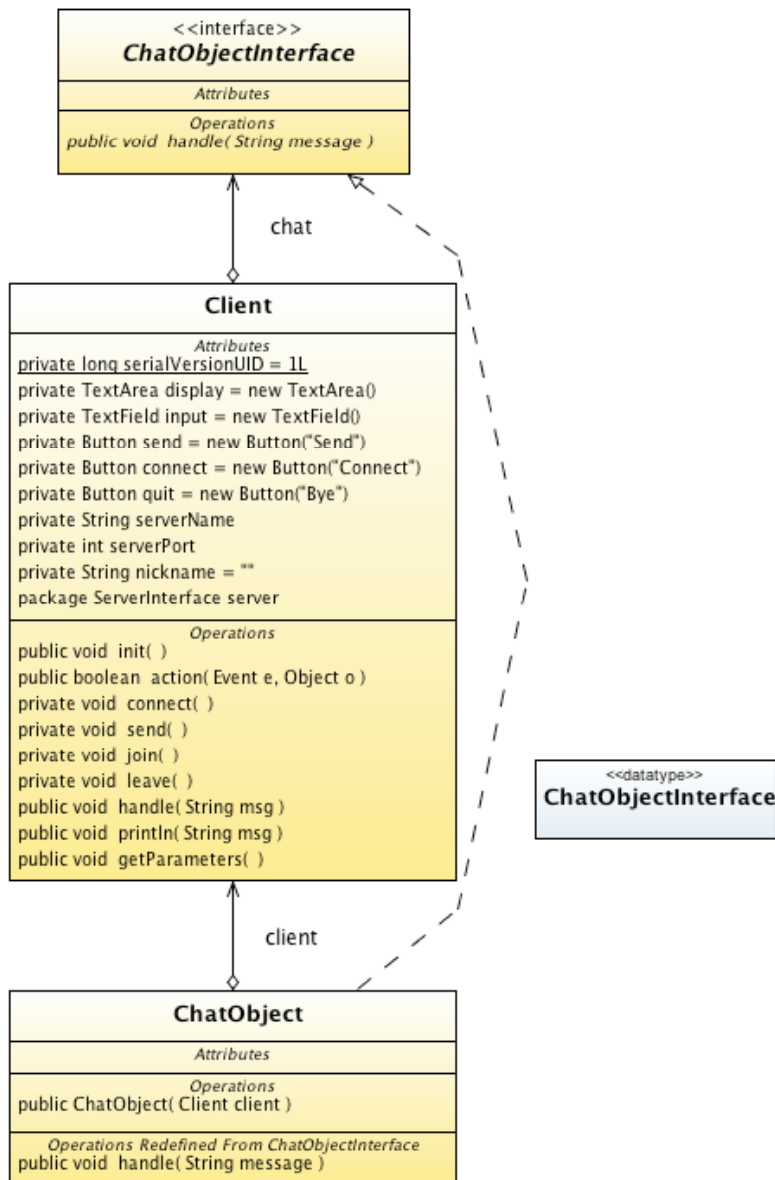 <<interface>>
ChatObjectInterface
Attributes
Operations
public void handle( String message )
chat
Client
Attributes
private long serialVersionUID = 1L
private TextArea display = new TextArea()
private TextField input = new TextField()
private Button send = new Button("Send")
private Button connect = new Button("Connect")
private Button quit = new Button("Bye")
private String serverName
private int serverPort
private String nickname = ""
package ServerInterface server
Operations
public void init( )
public boolean action( Event e, Object o )
private void connect( )
private void send( )
private void join( )
private void leave( )
public void handle( String msg )
public void println( String msg )
public void getParameters( )
<<datatype>>
ChatObjectInterface
client
ChatObject
Attributes
Operations
public ChatObject( Client client )
Operations Redefined From ChatObjectInterface
public void handle( String message )